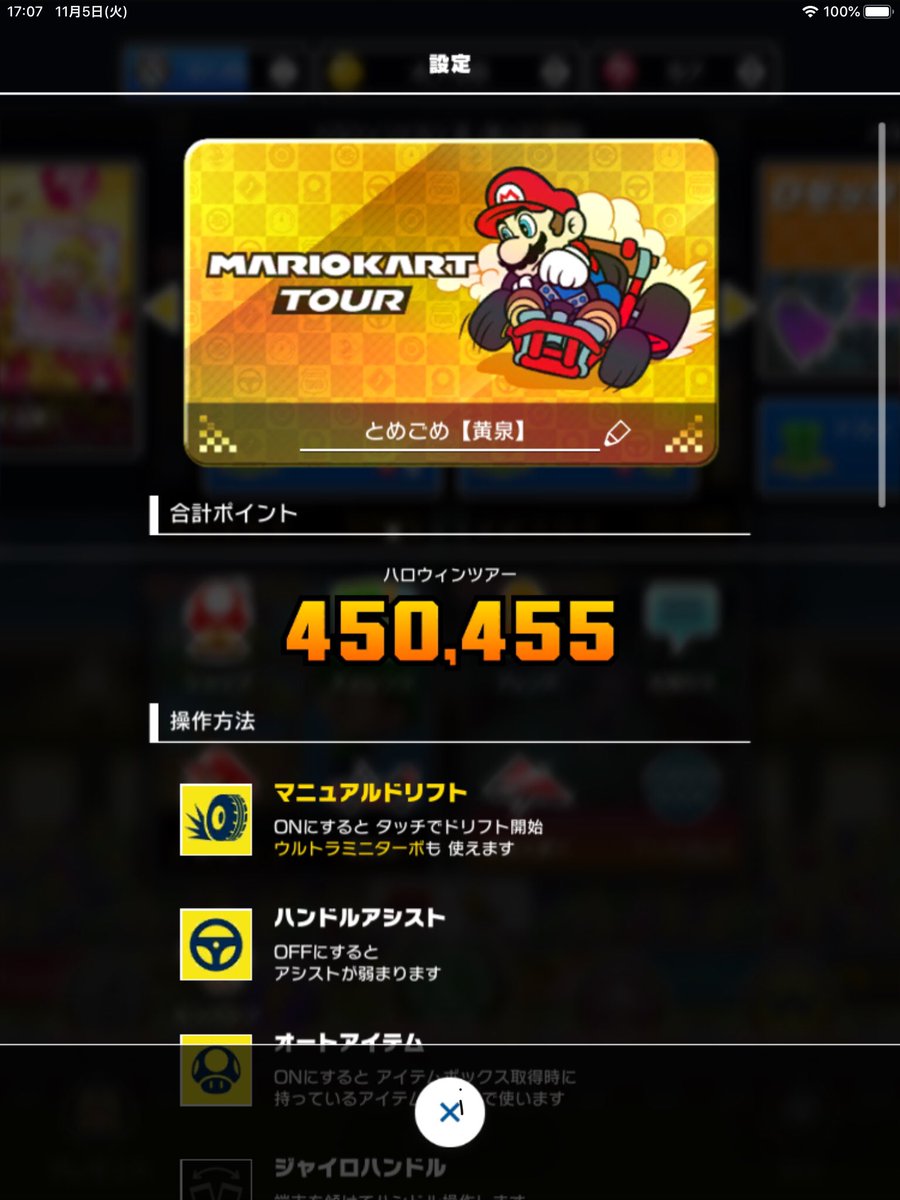 17:07 11月5日(火)
100%
設定
MARIOKART
TOUR
とめごめ【黄泉】
合計ポイント
ハロウィンツアー
450,455
操作方法
マニュアルドリフト
ONにすると タッチでドリフト開始
ウルトラミニターボも 使えます
ハンドルアシスト
OFFにすると
アシストが弱まります
オートアイテム
ONにすると アイテムボックス取得時に
持っているアイテム で使います
ジャイロハンドル